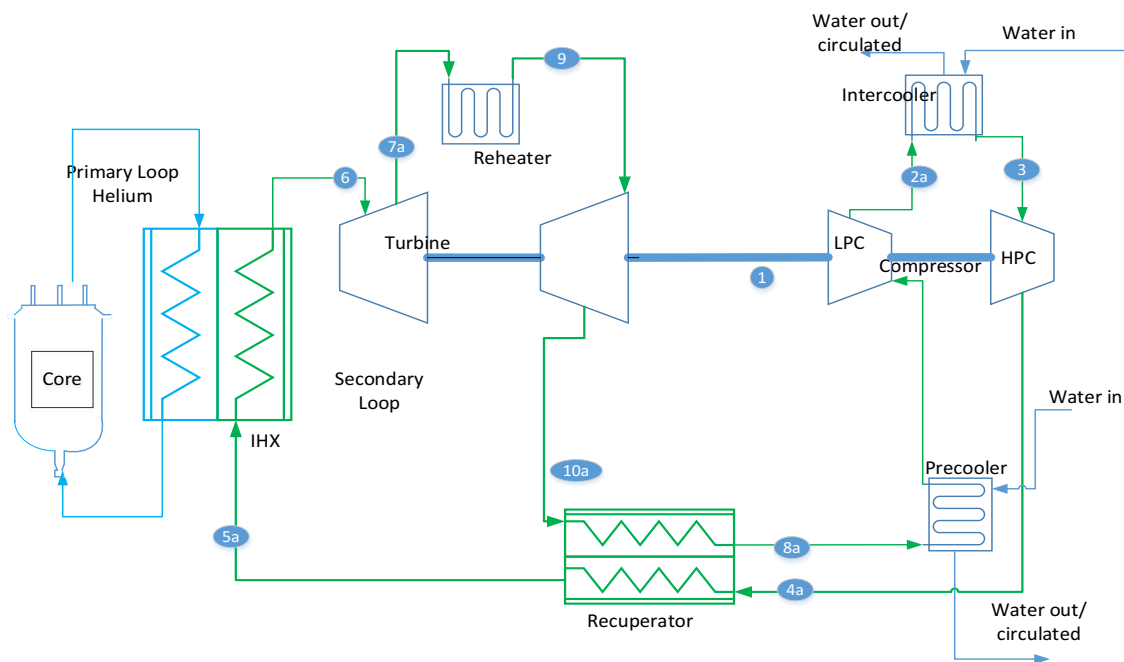 Water out/
circulated
Water in
9
Intercooler
7a
Reheater
Primary Loop
Helium
6
2a
3
Turbine
LPC
Compressor
HPC
1
Core
Secondary
Loop
IHX
Water in
Precooler
10a
5a
8a
4a
Recuperator
Water out/
circulated